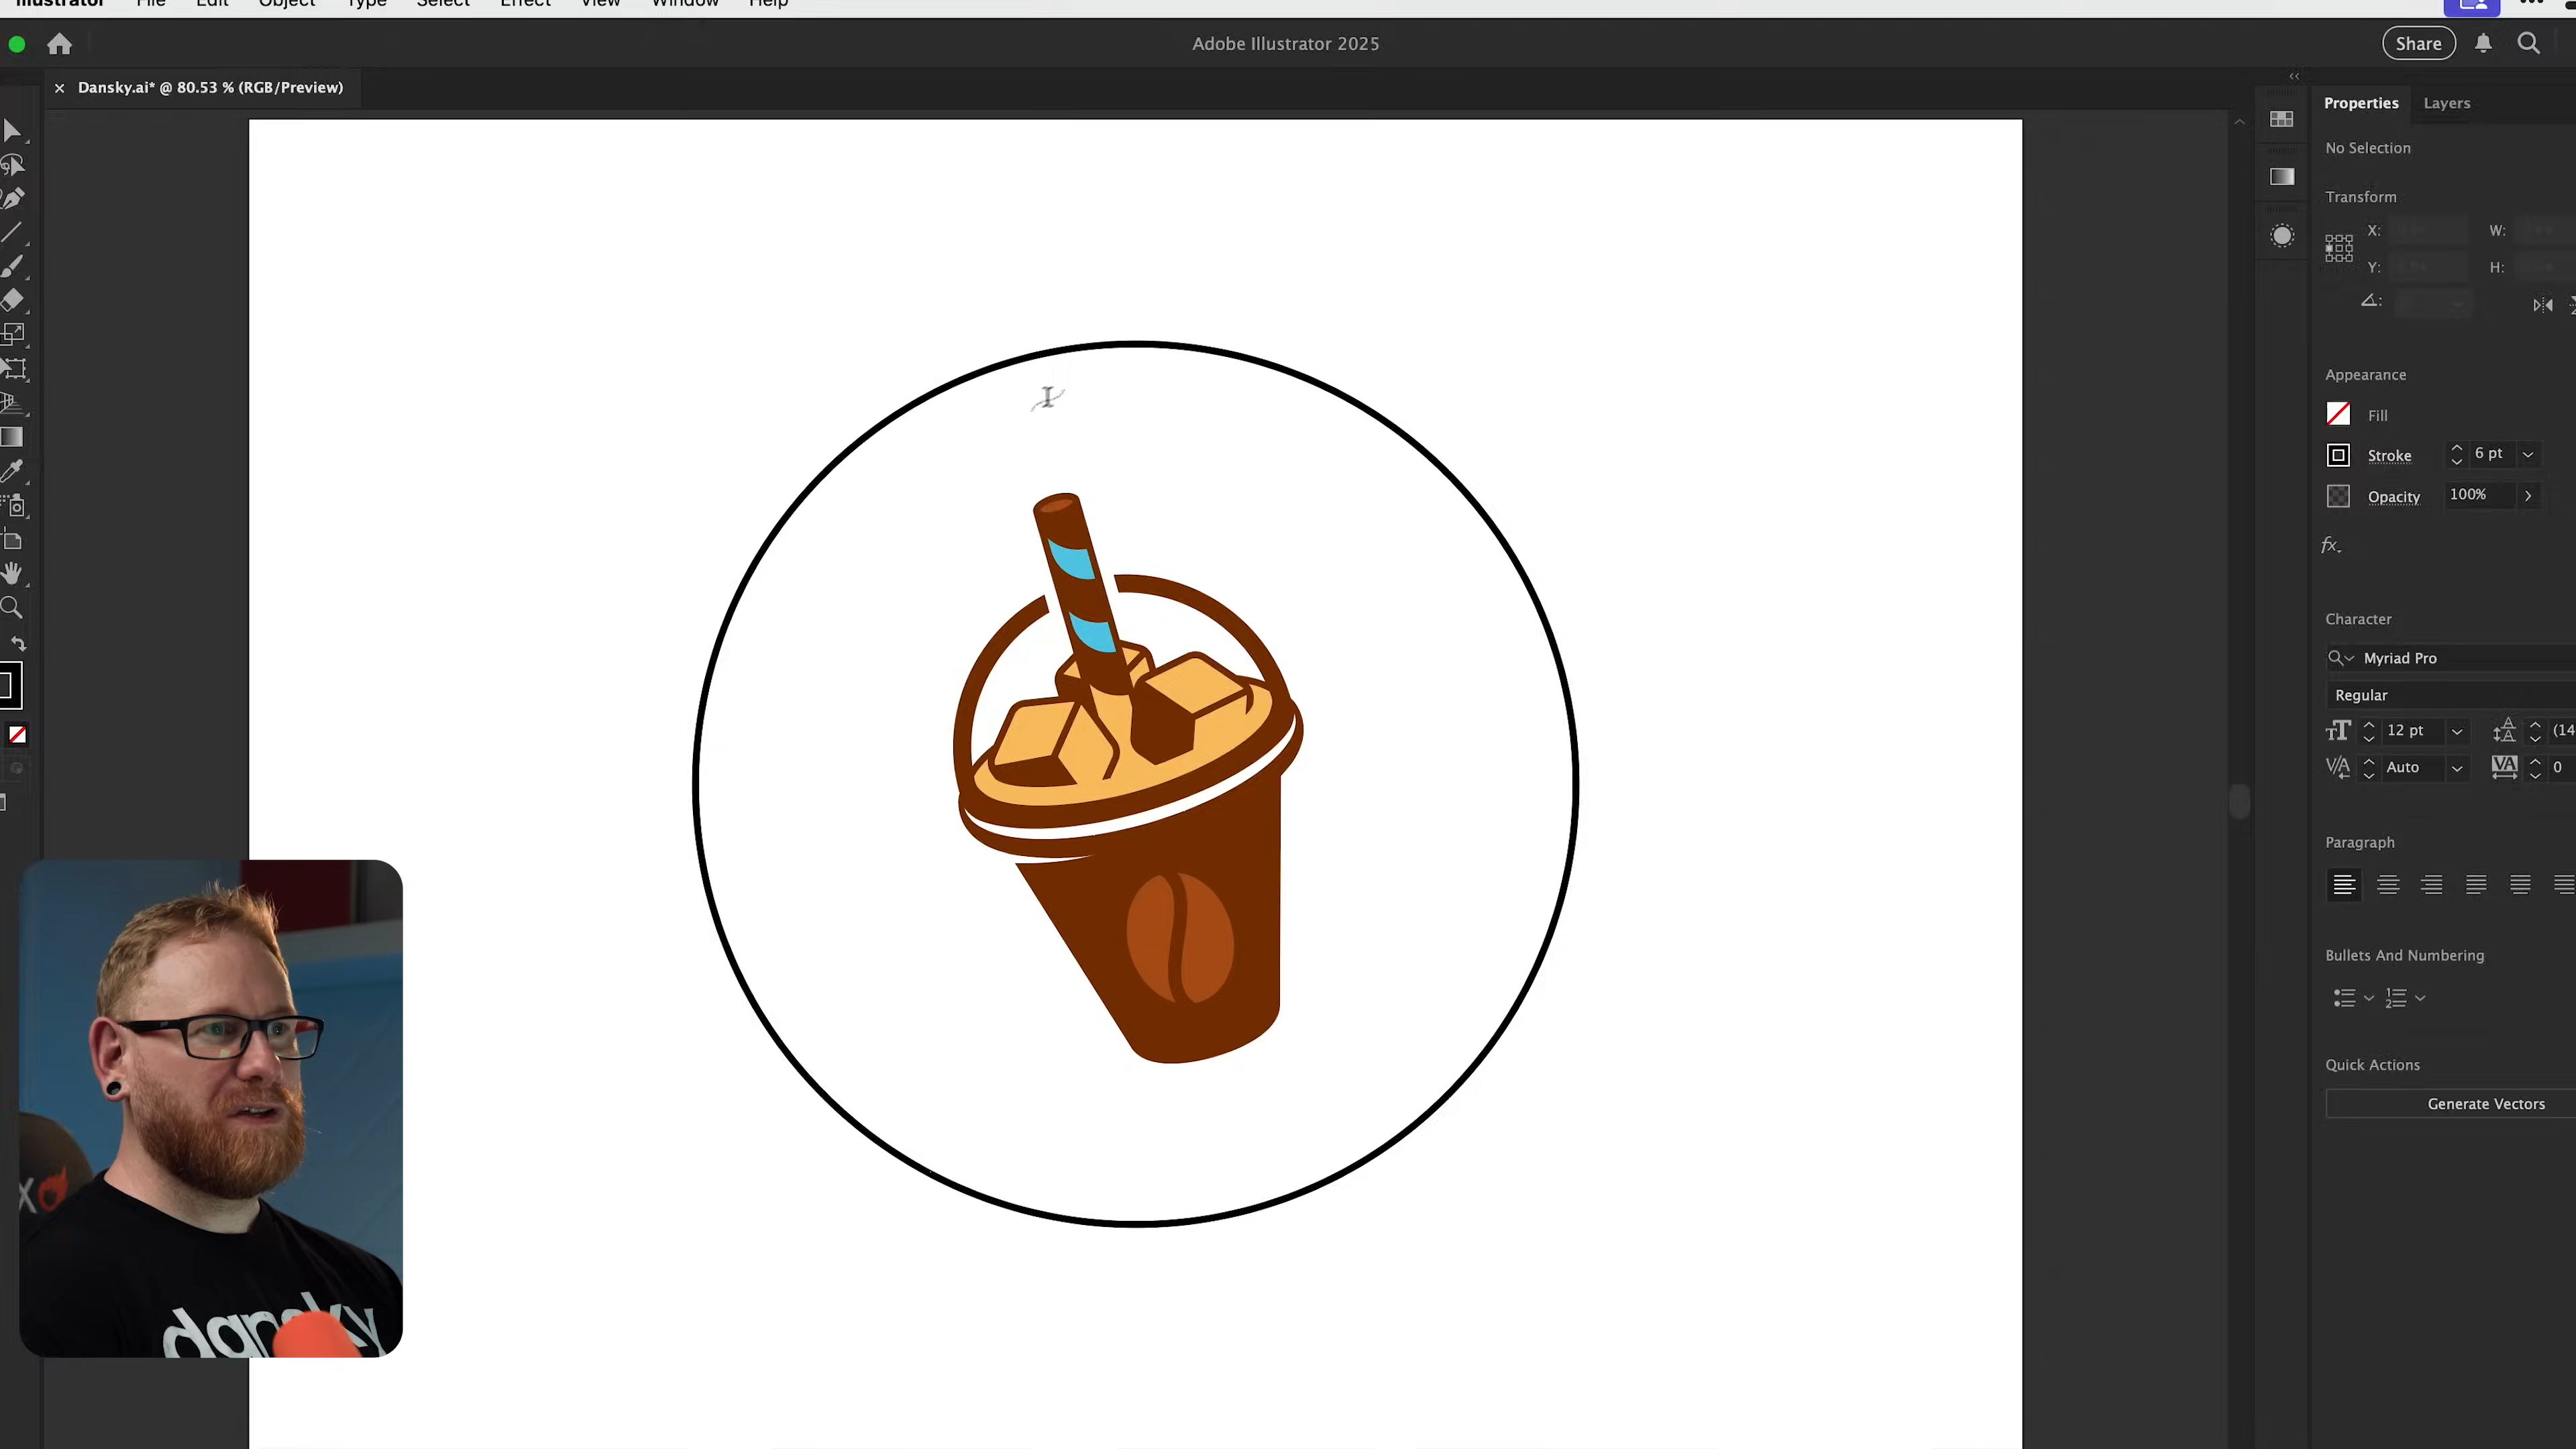 Illustrator File Edit Object Type Select Effect View Window Help
Adobe Illustrator 2025
Share
× Dansky.ai* @ 80.53 % (RGB/Preview)
Properties Layers
No Selection
Transform
X: W:
Y: H:
Appearance
Fill
Stroke 6 pt
Opacity 100%
fx
Character
Myriad Pro
Regular
12 pt (14
Auto 0
Paragraph
Bullets And Numbering
Quick Actions
Generate Vectors
dansky